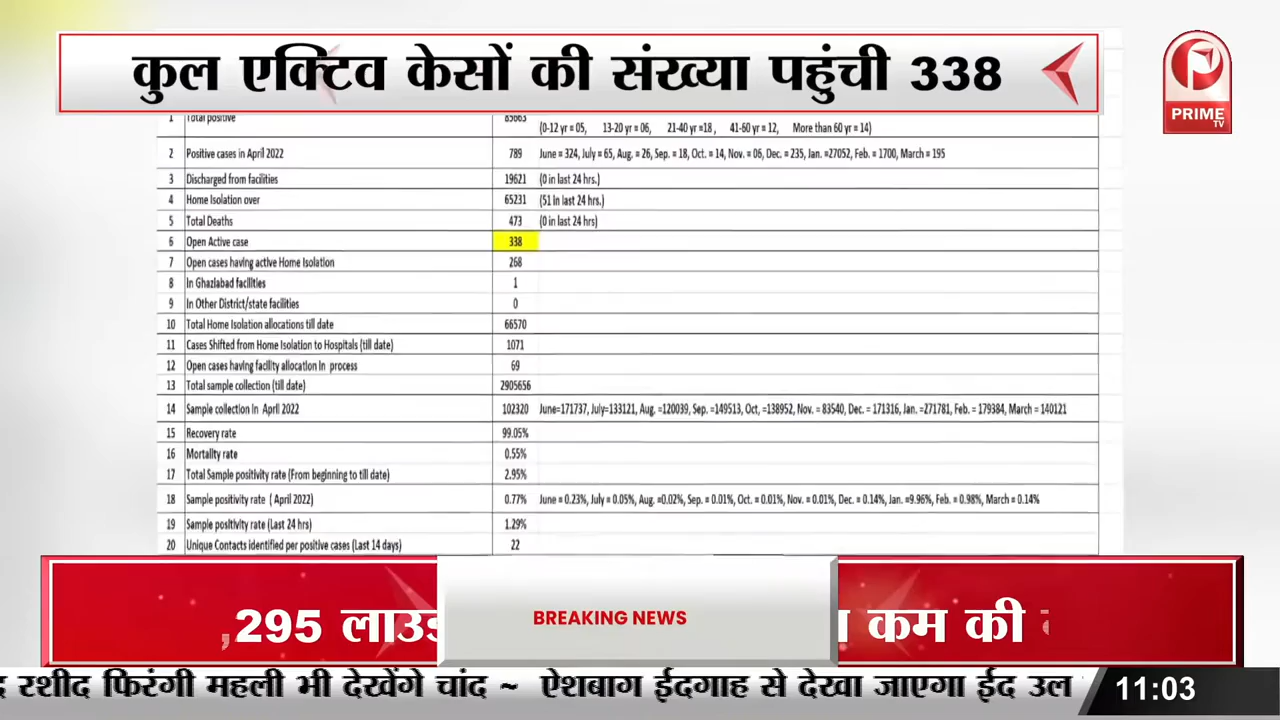 कुल एक्टिव केसों की संख्या पहुंची 338
PRIME
TV
1 Total positive 85663
(0-12 yr = 05, 13-20 yr = 06, 21-40 yr =18 , 41-60 yr = 12, More than 60 yr = 14)
2 Positive cases in April 2022 789 June = 324, July = 65, Aug. = 26, Sep. = 18, Oct. = 14, Nov. = 06, Dec. = 235, Jan. =27052, Feb. = 1700, March = 195
3 Discharged from facilities 19621 (0 in last 24 hrs.)
4 Home Isolation over 65231 (51 in last 24 hrs.)
5 Total Deaths 473 (0 in last 24 hrs)
6 Open Active case 338
7 Open cases having active Home Isolation 268
8 In Ghaziabad facilities 1
9 In Other District/state facilities 0
10 Total Home Isolation allocations till date 66570
11 Cases Shifted from Home Isolation to Hospitals (till date) 1071
12 Open cases having facility allocation in process 69
13 Total sample collection (till date) 2905656
14 Sample collection in April 2022 102320 June=171737, July=133121, Aug. =120039, Sep. =149513, Oct, =138952, Nov. = 83540, Dec. = 171316, Jan. =271781, Feb. = 179384, March = 140121
15 Recovery rate 99.05%
16 Mortality rate 0.55%
17 Total Sample positivity rate (From beginning to till date) 2.95%
18 Sample positivity rate ( April 2022) 0.77% June = 0.23%, July = 0.05%, Aug. =0.02%, Sep. = 0.01%, Oct. = 0.01%, Nov. = 0.01%, Dec. = 0.14%, Jan. =9.96%, Feb. = 0.98%, March = 0.14%
19 Sample positivity rate (Last 24 hrs) 1.29%
20 Unique Contacts identified per positive cases (Last 14 days) 22
,295 कम की
BREAKING NEWS
रशीद फिरंगी महली भी देखेंगे चांद ~ ऐशबाग ईदगाह से देखा जाएगा ईद उल
11:03